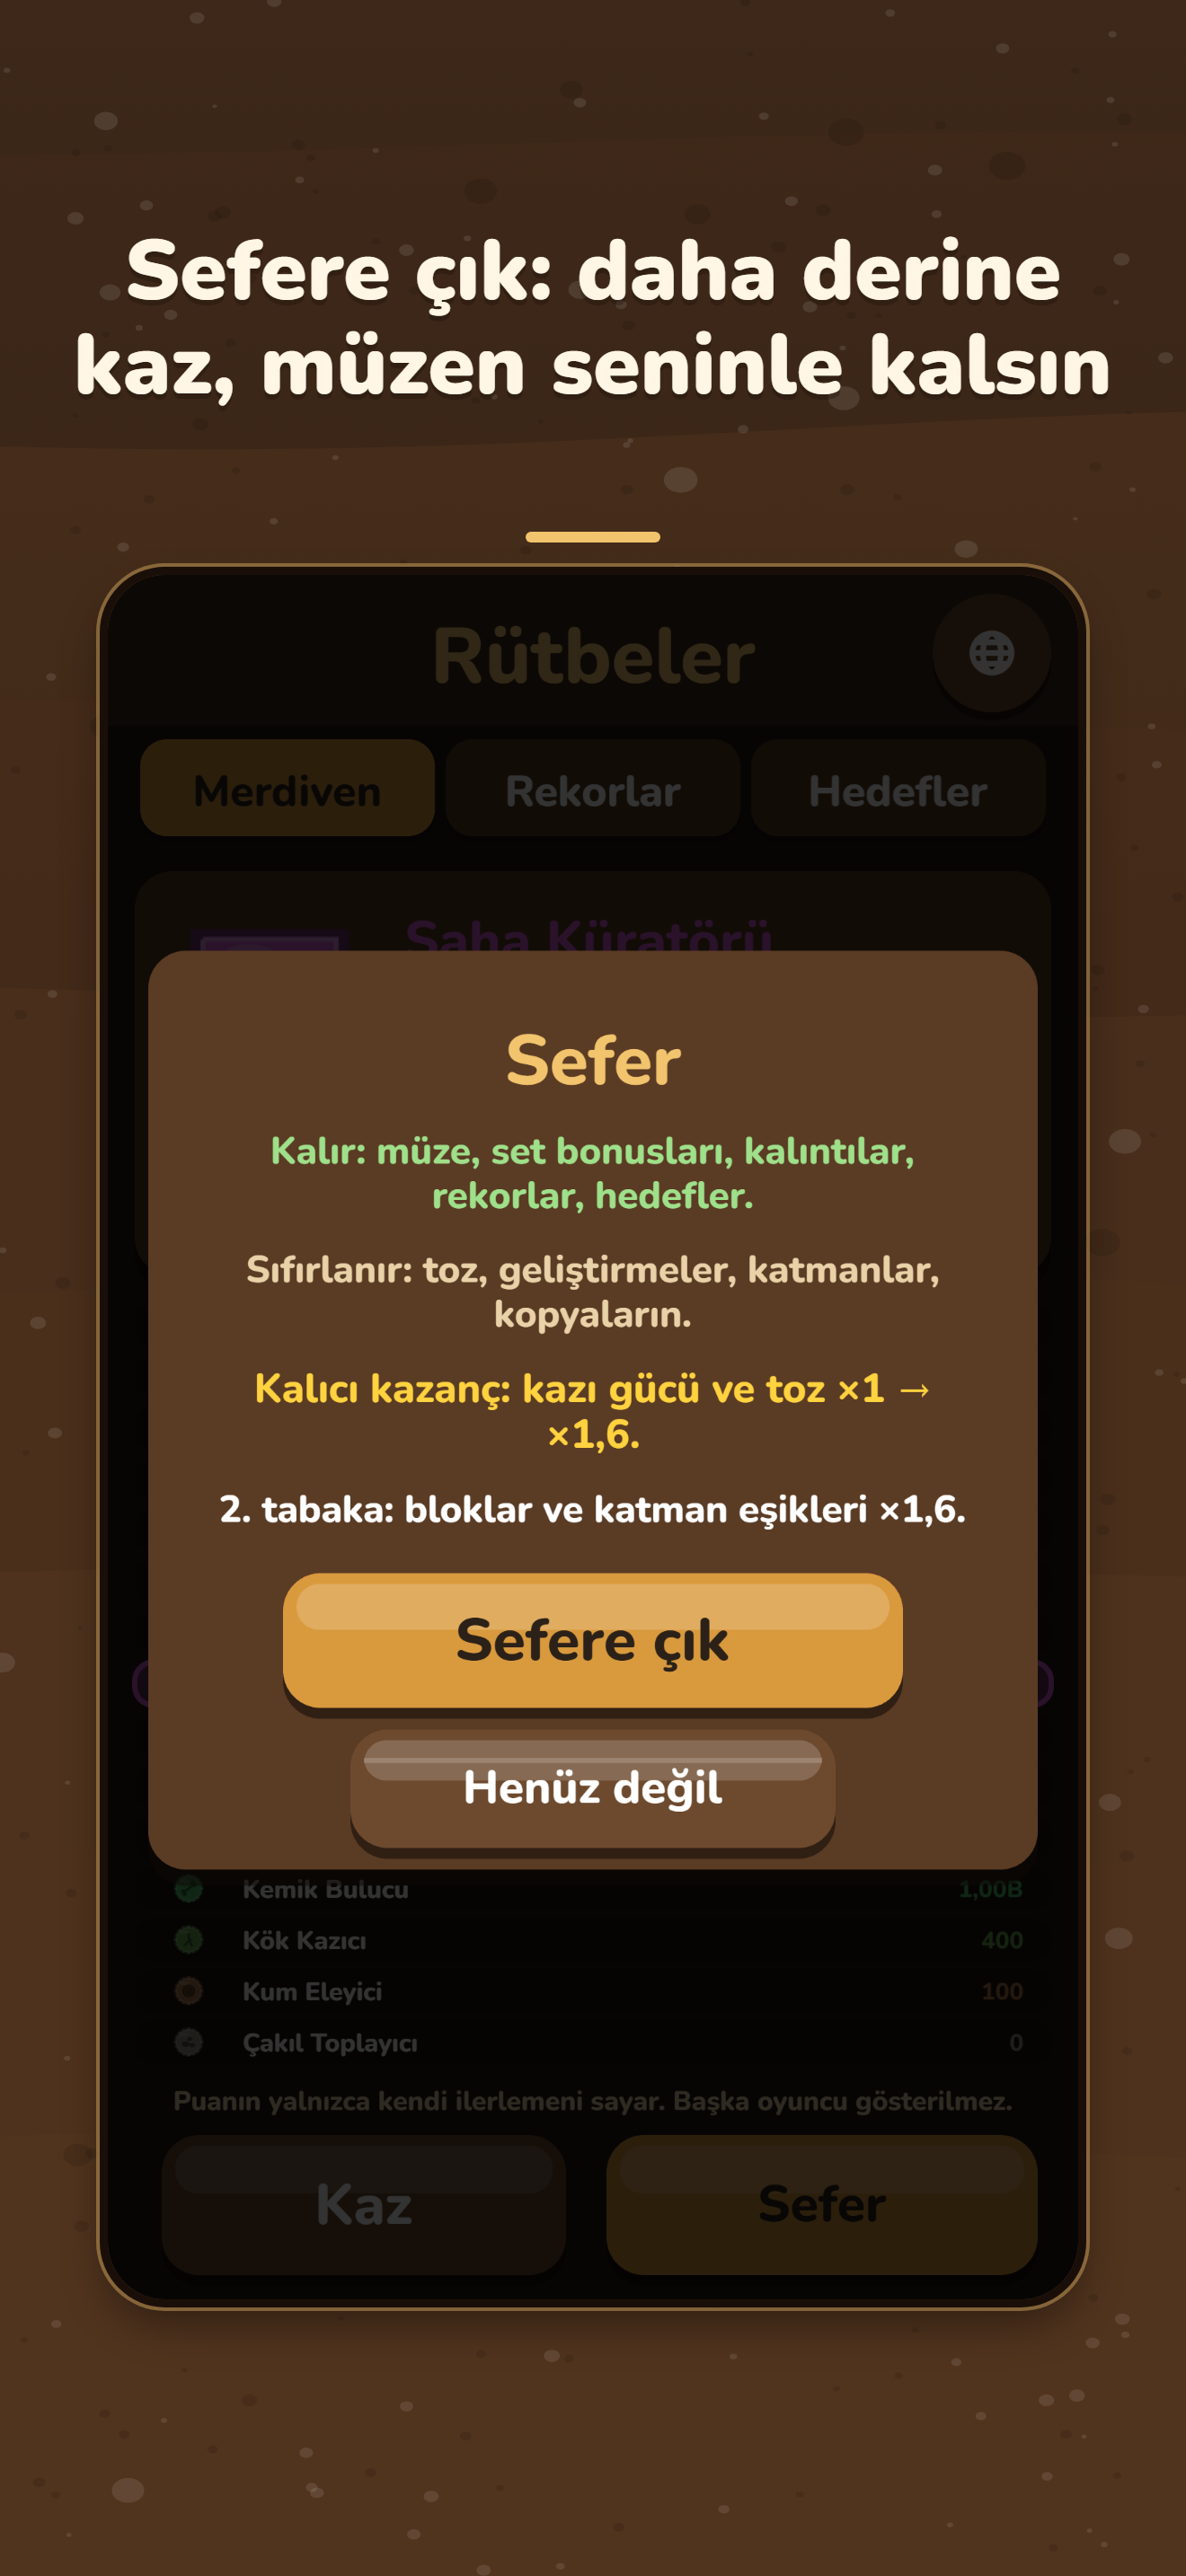 Sefere çık: daha derine
kaz, müzen seninle kalsın
Rütbeler
Merdiven
Rekorlar
Hedefler
Saha Küratörü
Sefer
Kalır: müze, set bonusları, kalıntılar,
rekorlar, hedefler.
Sıfırlanır: toz, geliştirmeler, katmanlar,
kopyaların.
Kalıcı kazanç: kazı gücü ve toz ×1 →
×1,6.
2. tabaka: bloklar ve katman eşikleri ×1,6.
Sefere çık
Henüz değil
Kemik Bulucu 1,00B
Kök Kazıcı 400
Kum Eleyici 100
Çakıl Toplayıcı 0
Puanın yalnızca kendi ilerlemeni sayar. Başka oyuncu gösterilmez.
Kaz
Sefer